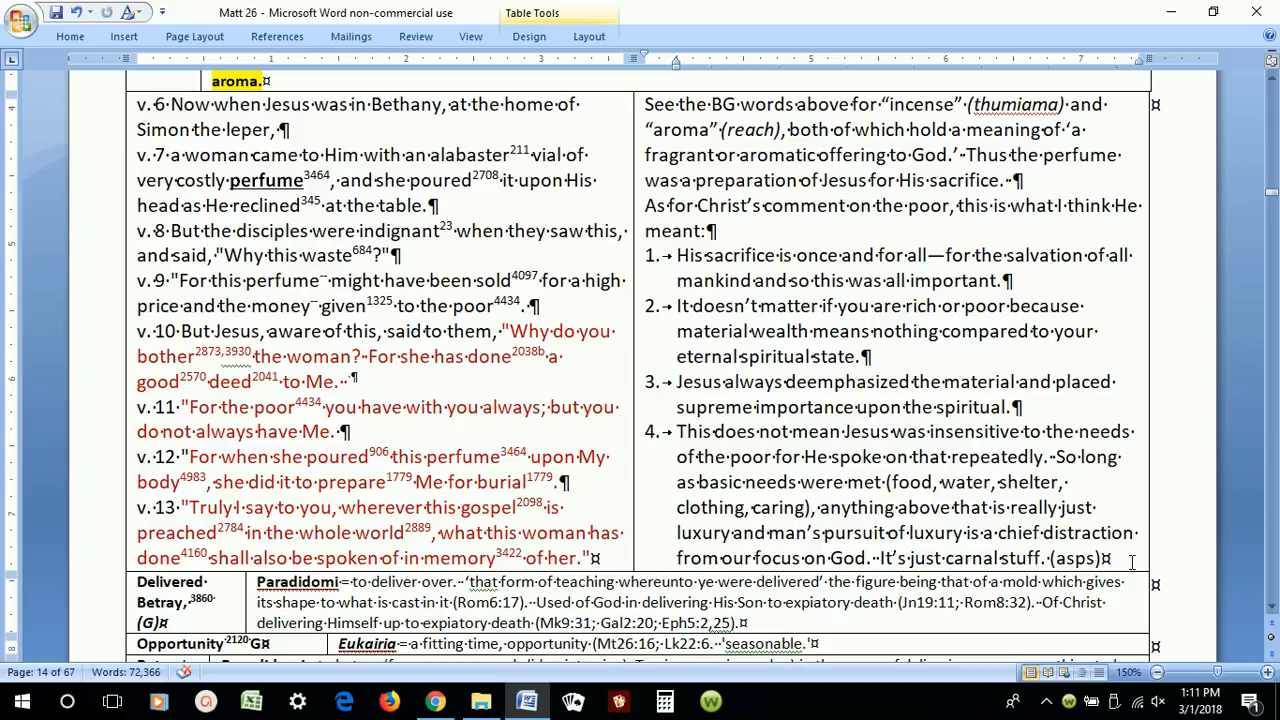 Matt 26 - Microsoft Word non-commercial use
Table Tools
Home Insert Page Layout References Mailings Review View Design Layout
1 2 3 5 6 7
aroma.¤
v.·6·Now·when·Jesus·was·in·Bethany,·at·the·home·of·
Simon·the·leper,·¶
v.·7·a·woman·came·to·Him·with·an·alabaster211·vial·of·
very·costly·perfume3464,·and·she·poured2708·it·upon·His·
head·as·He·reclined345·at·the·table.¶
v.·8·But·the·disciples·were·indignant23·when·they·saw·this,·
and·said,·"Why·this·waste684?"¶
v.·9·"For·this·perfume··might·have·been·sold4097·for·a·high·
price·and·the·money··given1325·to·the·poor4434.·¶
v.·10·But·Jesus,·aware·of·this,·said·to·them,·"Why·do·you·
bother2873,3930·the·woman?··For·she·has·done2038b·a·
good2570·deed2041·to·Me.··¶
v.·11·"For·the·poor4434·you·have·with·you·always;·but·you·
do·not·always·have·Me.·¶
v.·12·"For·when·she·poured906·this·perfume3464·upon·My·
body4983,·she·did·it·to·prepare1779·Me·for·burial1779.¶
v.·13·"Truly·I·say·to·you,·wherever·this·gospel2098·is·
preached2784·in·the·whole·world2889,·what·this·woman·has·
done4160·shall·also·be·spoken·of·in·memory3422·of·her."¤
See·the·BG·words·above·for·“incense”·(thumiama)·and·
“aroma”·(reach),·both·of·which·hold·a·meaning·of·‘a·
fragrant·or·aromatic·offering·to·God.’··Thus·the·perfume·
was·a·preparation·of·Jesus·for·His·sacrifice.··¶
As·for·Christ’s·comment·on·the·poor,·this·is·what·I·think·He·
meant:¶
1.→His·sacrifice·is·once·and·for·all—for·the·salvation·of·all·
mankind·and·so·this·was·all·important.¶
2.→It·doesn’t·matter·if·you·are·rich·or·poor·because·
material·wealth·means·nothing·compared·to·your·
eternal·spiritual·state.¶
3.→Jesus·always·deemphasized·the·material·and·placed·
supreme·importance·upon·the·spiritual.¶
4.→This·does·not·mean·Jesus·was·insensitive·to·the·needs·
of·the·poor·for·He·spoke·on·that·repeatedly.··So·long·
as·basic·needs·were·met·(food,·water,·shelter,·
clothing,·caring),·anything·above·that·is·really·just·
luxury·and·man’s·pursuit·of·luxury·is·a·chief·distraction·
from·our·focus·on·God.··It’s·just·carnal·stuff.·(asps)¤
Delivered·
Betray,·3860·
(G)¤
Paradidomi·=·to·deliver·over.··‘that·form·of·teaching·whereunto·ye·were·delivered’·the·figure·being·that·of·a·mold·which·gives·
its·shape·to·what·is·cast·in·it·(Rom6:17).··Used·of·God·in·delivering·His·Son·to·expiatory·death·(Jn19:11;·Rom8:32).··Of·Christ·
delivering·Himself·up·to·expiatory·death·(Mk9:31;·Gal2:20;·Eph5:2,25).¤
Opportunity·2120·G¤ Eukairia·=·a·fitting·time,·opportunity·(Mt26:16;·Lk22:6.··'seasonable.'¤
Page: 14 of 67 Words: 72,366 150%
1:11 PM
3/1/2018